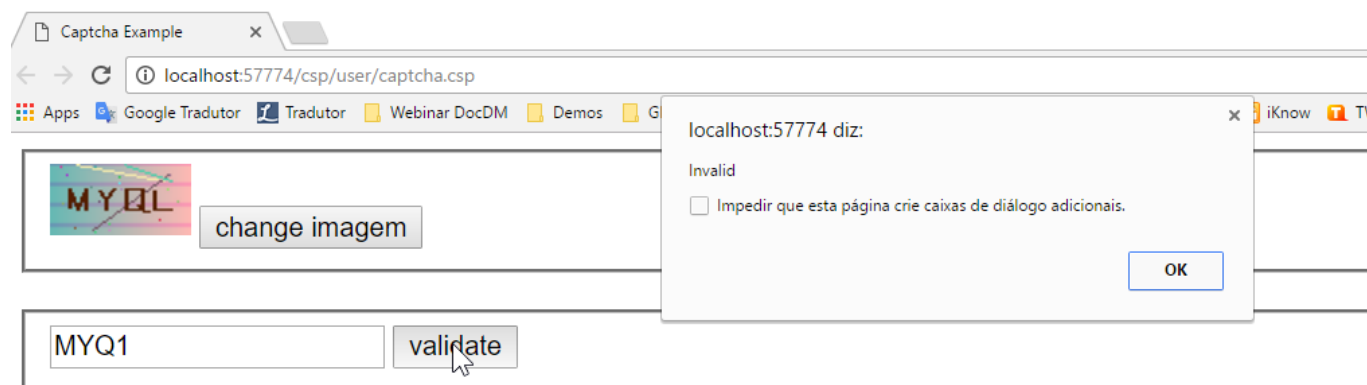 Captcha Example
localhost:57774/csp/user/captcha.csp
Apps Google Tradutor Tradutor Webinar DocDM Demos iKnow
localhost:57774 diz:
Invalid
Impedir que esta página crie caixas de diálogo adicionais.
OK
MYQL
change imagem
MYQ1
validate